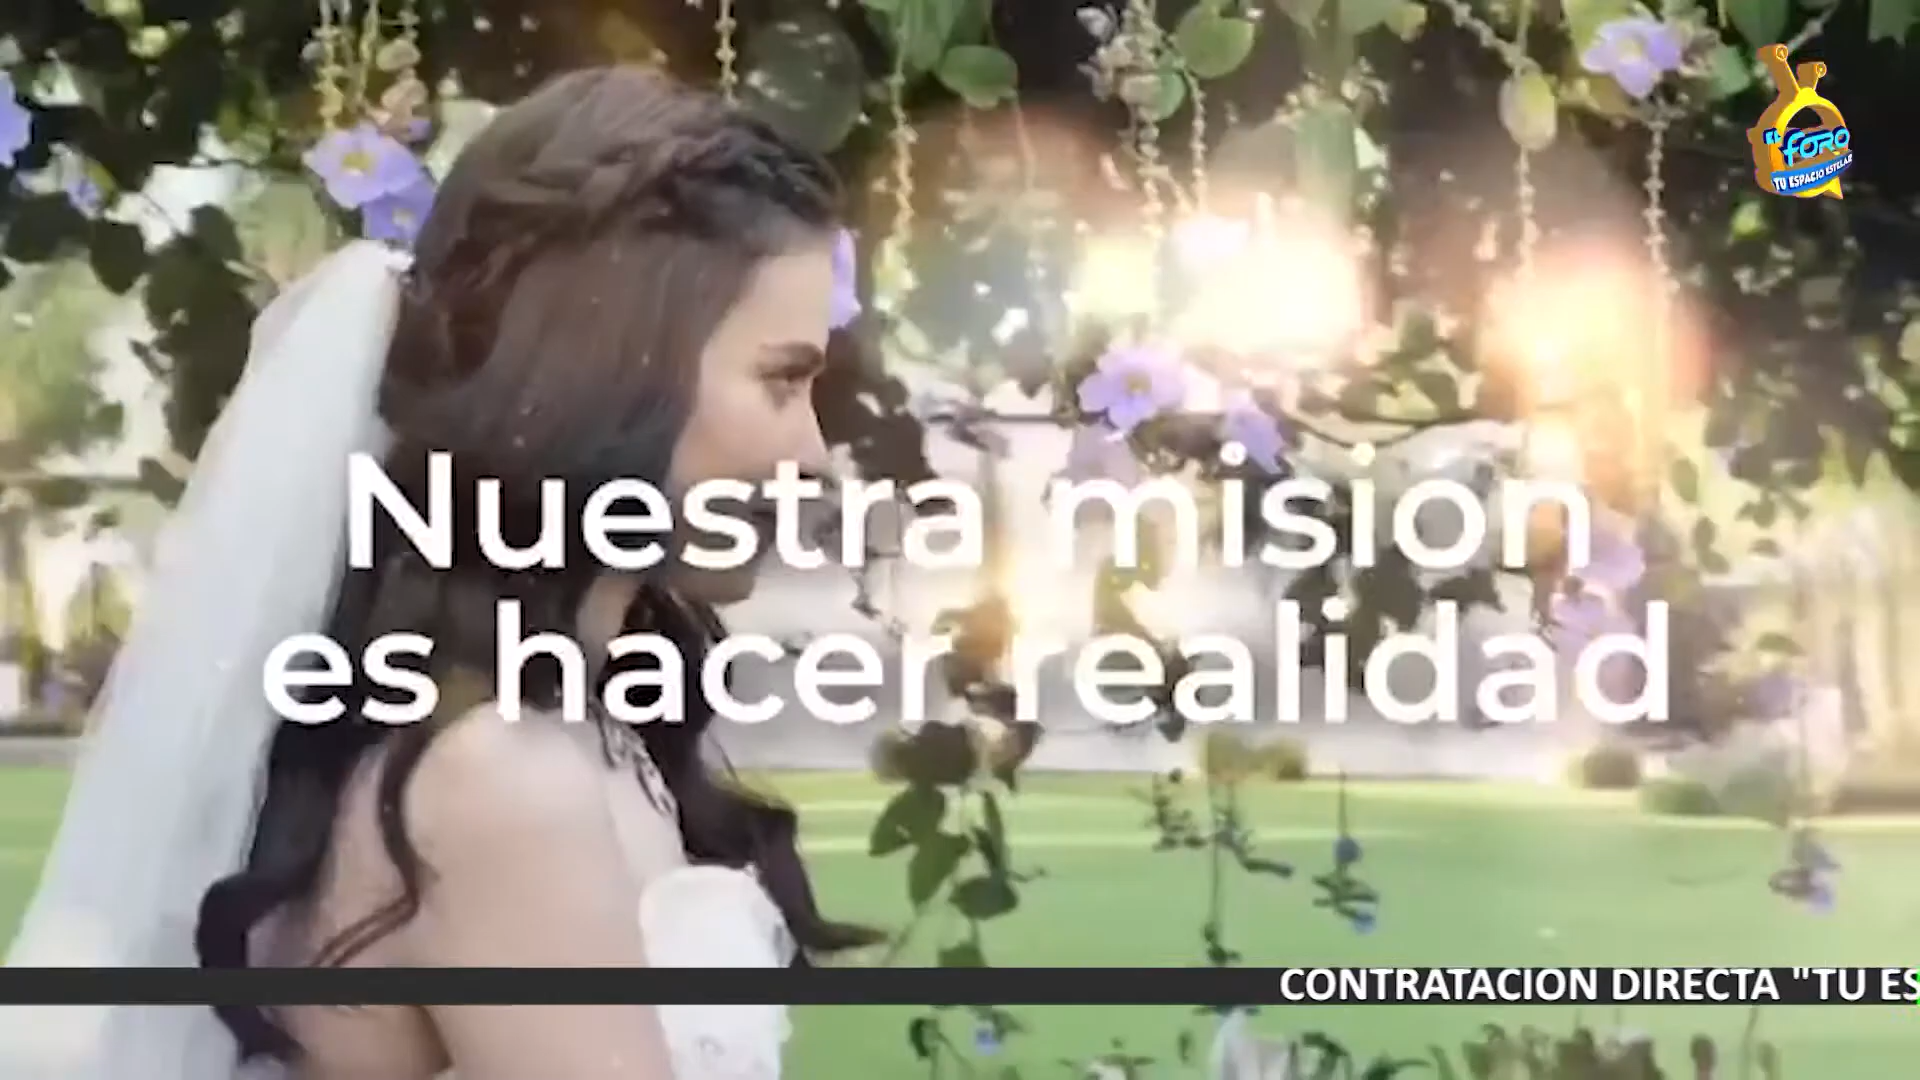 EL FORO
TU ESPACIO ESTELAR
Nuestra mision
es hacer realidad
CONTRATACION DIRECTA "TU ES